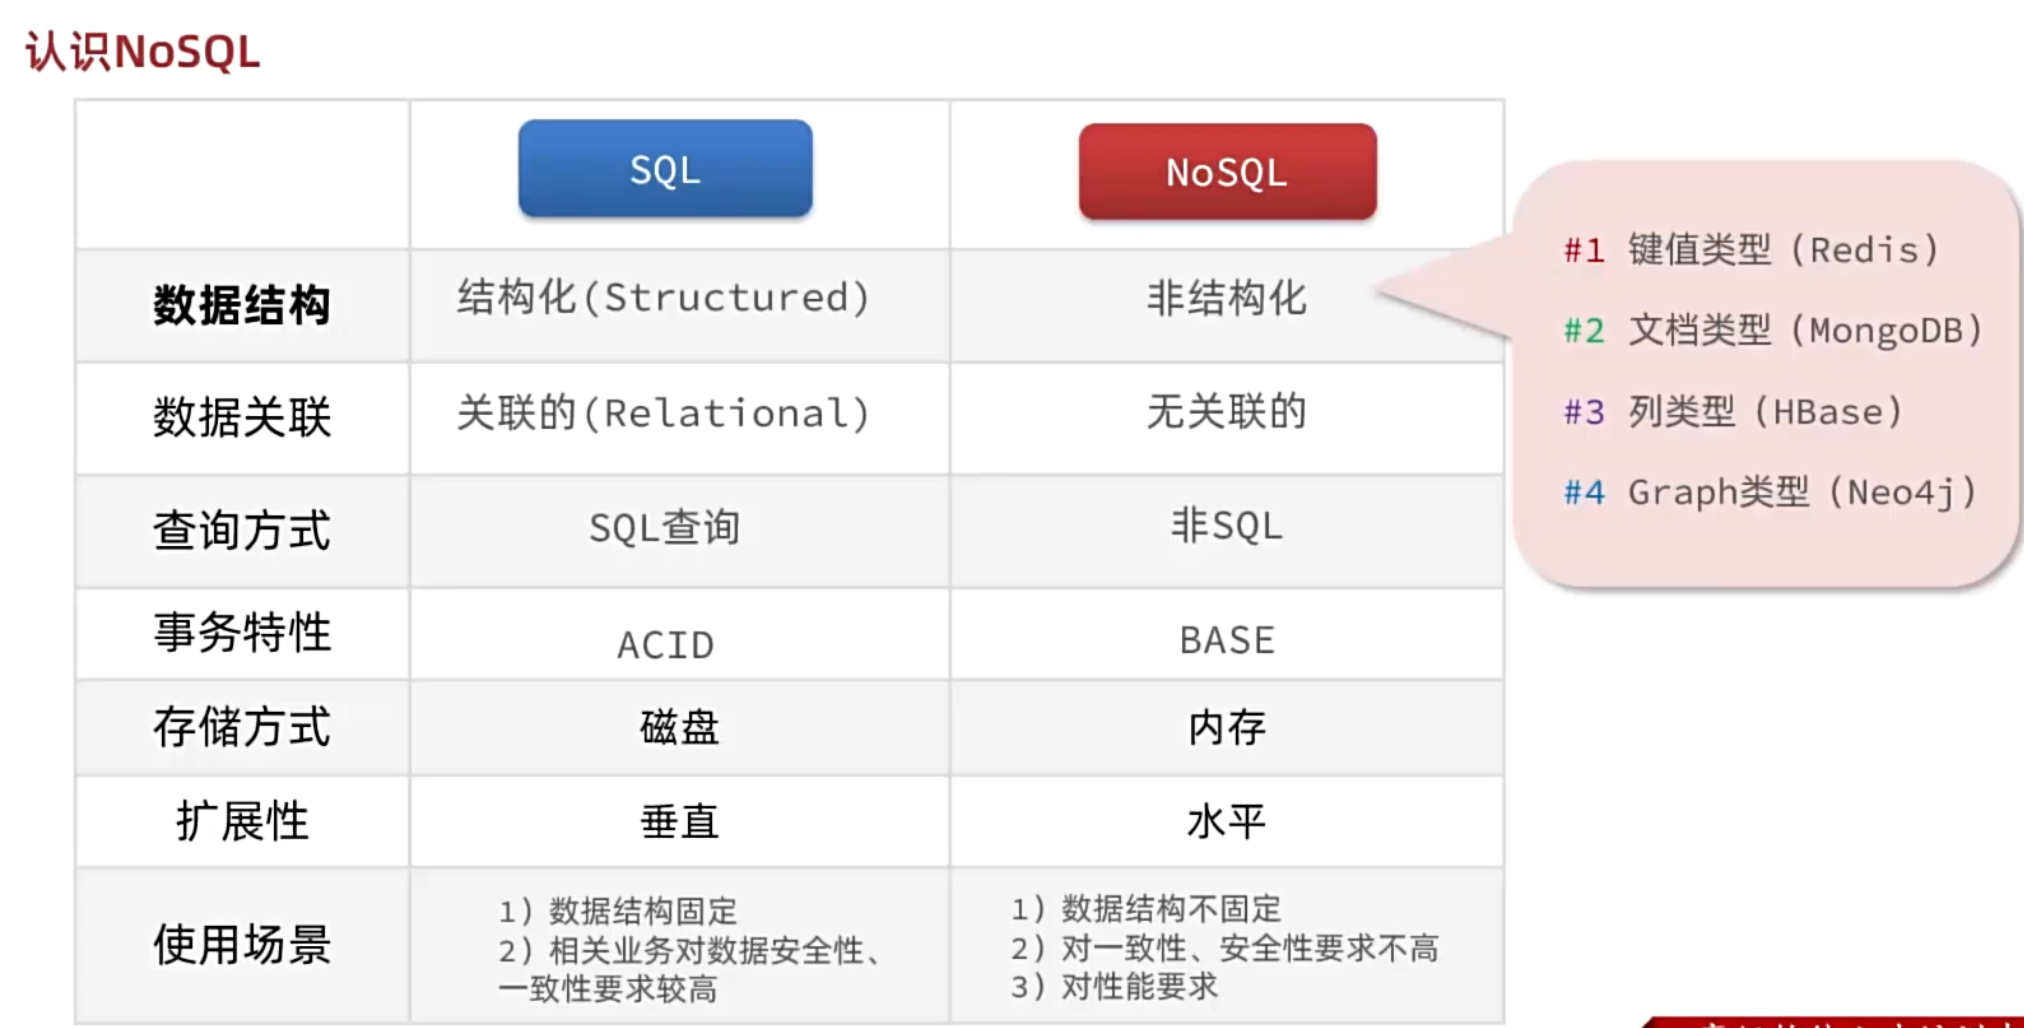 认识NoSQL
SQL
NoSQL
数据结构
结构化(Structured)
非结构化
数据关联
关联的(Relational)
无关联的
查询方式
SQL查询
非SQL
事务特性
ACID
BASE
存储方式
磁盘
内存
扩展性
垂直
水平
使用场景
1）数据结构固定
2）相关业务对数据安全性、
一致性要求较高
1）数据结构不固定
2）对一致性、安全性要求不高
3）对性能要求
#1 键值类型（Redis）
#2 文档类型（MongoDB）
#3 列类型（HBase）
#4 Graph类型（Neo4j）